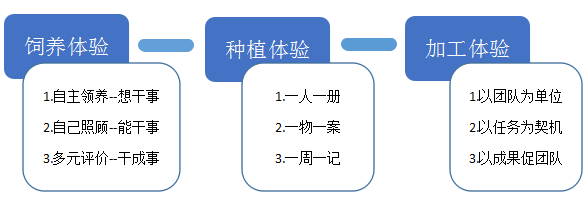 饲养体验
1.自主领养--想干事
2.自己照顾--能干事
3.多元评价--干成事
种植体验
1.一人一册
2.一物一案
3.一周一记
加工体验
1.以团队为单位
2.以任务为契机
3.以成果促团队